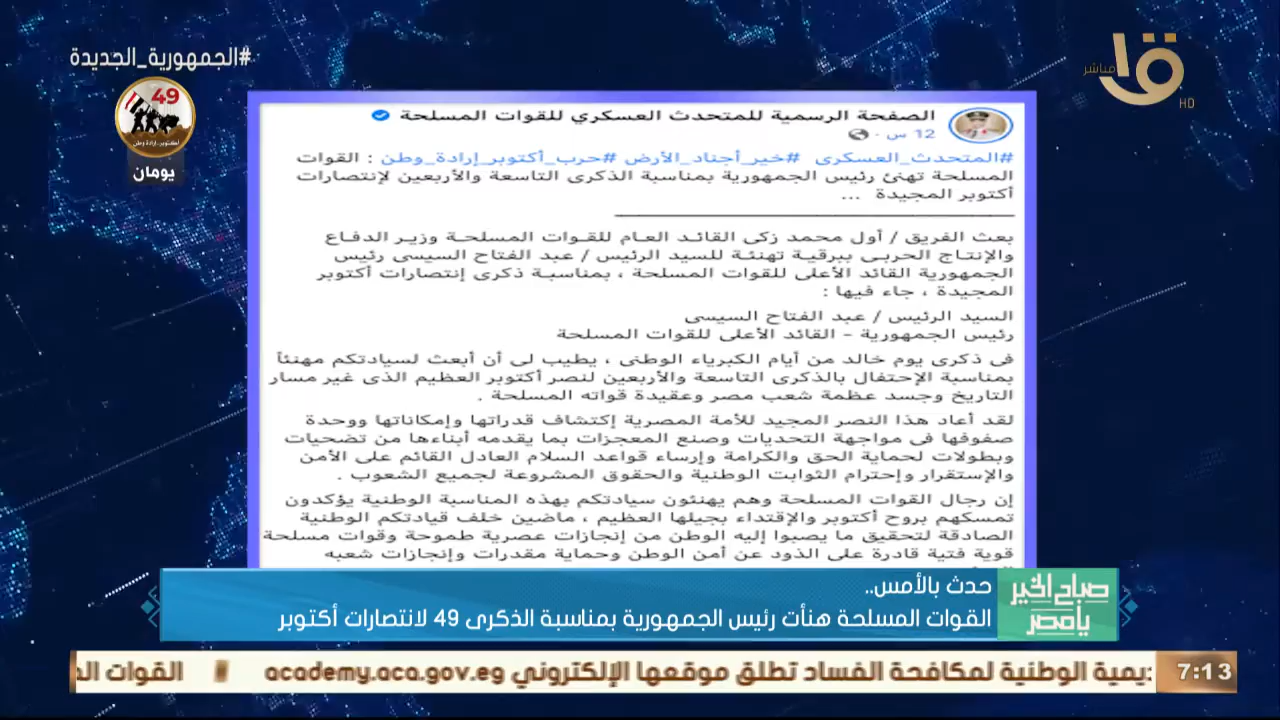 #الجمهورية_الجديدة
49
أكتوبر.. إرادة وطن
يومان
مباشر
HD
الصفحة الرسمية للمتحدث العسكري للقوات المسلحة
12 س ·
#المتحدث_العسكرى #خير_أجناد_الأرض #حرب_أكتوبر_إرادة_وطن : القوات
المسلحة تهنئ رئيس الجمهورية بمناسبة الذكرى التاسعة والأربعين لإنتصارات
أكتوبر المجيدة ...
بعث الفريق / أول محمد زكى القائد العام للقوات المسلحة وزير الدفاع
والإنتاج الحربى ببرقية تهنئة للسيد الرئيس / عبد الفتاح السيسى رئيس
الجمهورية القائد الأعلى للقوات المسلحة ، بمناسبة ذكرى إنتصارات أكتوبر
المجيدة ، جاء فيها :
السيد الرئيس / عبد الفتاح السيسى
رئيس الجمهورية – القائد الأعلى للقوات المسلحة
فى ذكرى يوم خالد من أيام الكبرياء الوطنى ، يطيب لى أن أبعث لسيادتكم مهنئاً
بمناسبة الإحتفال بالذكرى التاسعة والأربعين لنصر أكتوبر العظيم الذى غير مسار
التاريخ وجسد عظمة شعب مصر وعقيدة قواته المسلحة .
لقد أعاد هذا النصر المجيد للأمة المصرية إكتشاف قدراتها وإمكاناتها ووحدة
صفوفها فى مواجهة التحديات وصنع المعجزات بما يقدمه أبناءها من تضحيات
وبطولات لحماية الحق والكرامة وإرساء قواعد السلام العادل القائم على الأمن
والإستقرار وإحترام الثوابت الوطنية والحقوق المشروعة لجميع الشعوب .
إن رجال القوات المسلحة وهم يهنئون سيادتكم بهذه المناسبة الوطنية يؤكدون
تمسكهم بروح أكتوبر والإقتداء بجيلها العظيم ، ماضين خلف قيادتكم الوطنية
الصادقة لتحقيق ما يصبوا إليه الوطن من إنجازات عصرية طموحة وقوات مسلحة
قوية فتية قادرة على الذود عن أمن الوطن وحماية مقدرات وإنجازات شعبه
صباح الخير
يا مصر
حدث بالأمس..
القوات المسلحة هنأت رئيس الجمهورية بمناسبة الذكرى 49 لانتصارات أكتوبر
7:13
يمية الوطنية لمكافحة الفساد تطلق موقعها الإلكتروني academy.aca.gov.eg القوات الم